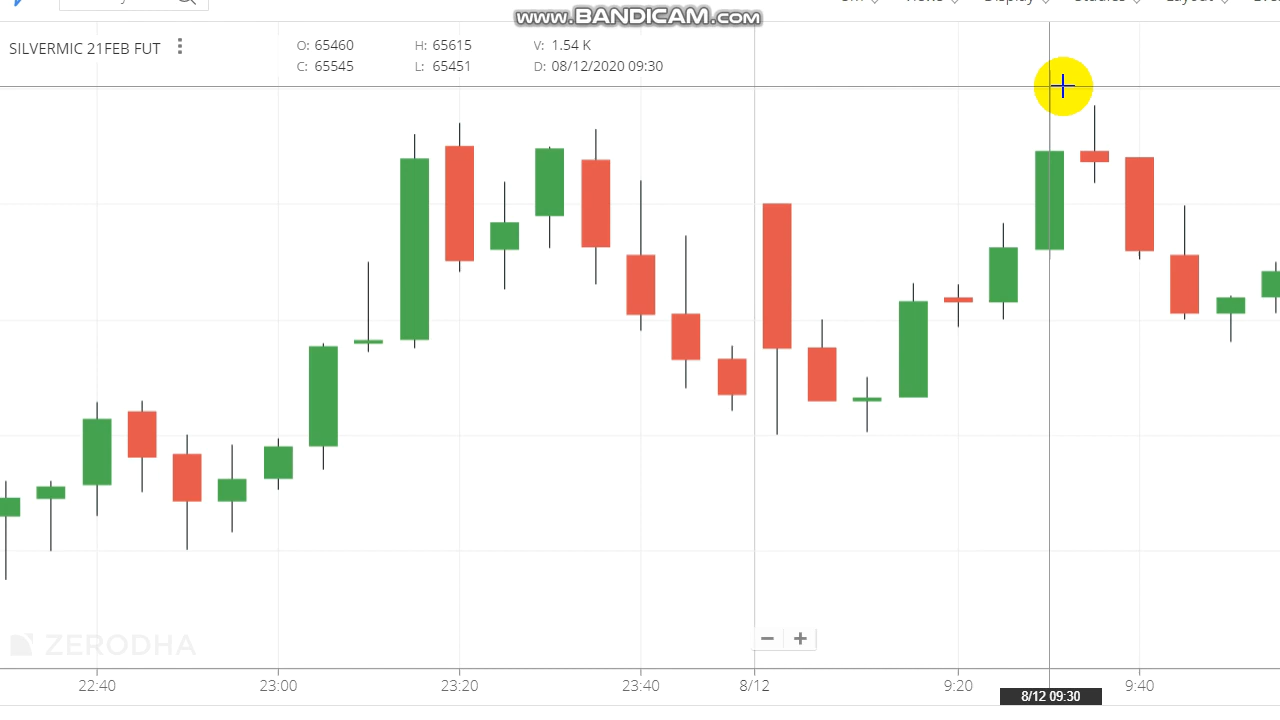 www.BANDICAM.com
SILVERMIC 21FEB FUT
O: 65460 H: 65615 V: 1.54 K
C: 65545 L: 65451 D: 08/12/2020 09:30
ZERODHA
22:40 23:00 23:20 23:40 8/12 9:20 9:40
8/12 09:30